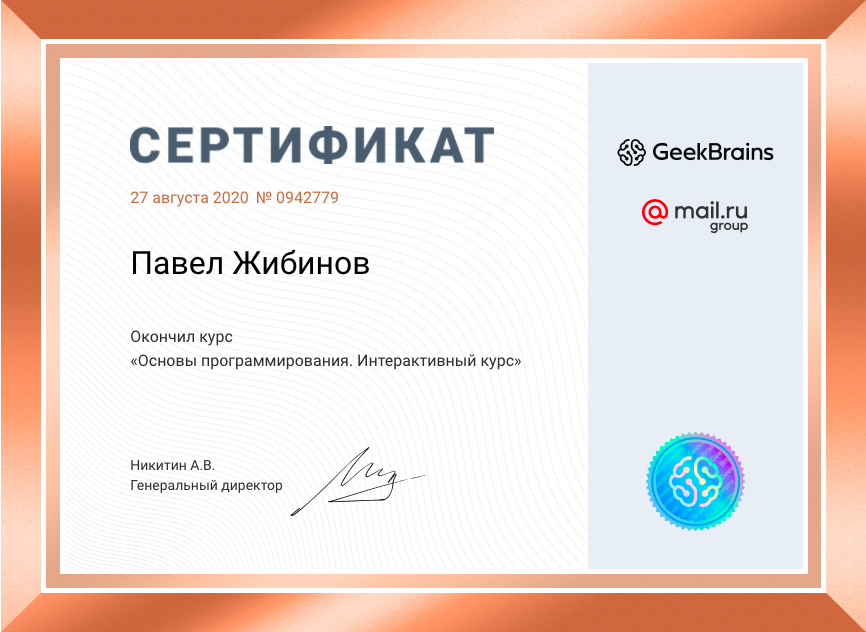 СЕРТИФИКАТ
27 августа 2020 № 0942779
Павел Жибинов
Окончил курс
«Основы программирования. Интерактивный курс»
Никитин А.В.
Генеральный директор
GeekBrains
@mail.ru
group